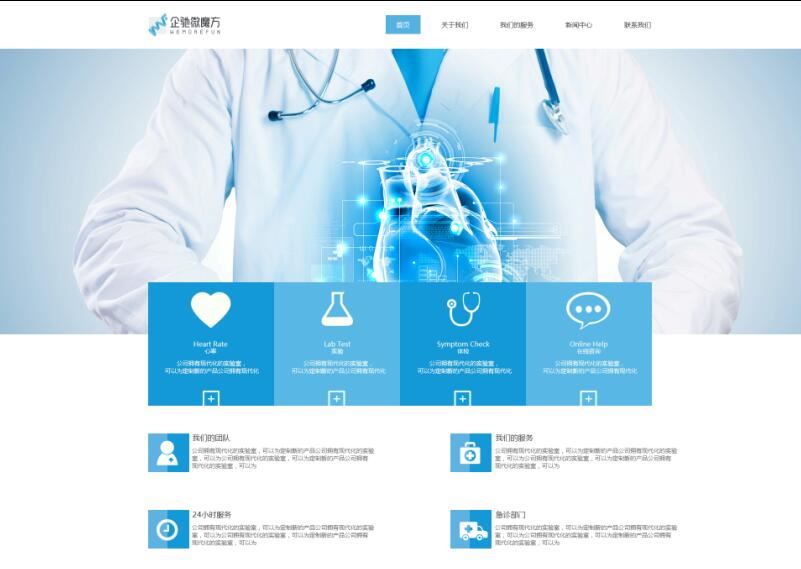 企驰微魔方
WEMOREFUN
首页
关于我们
我们的服务
新闻中心
联系我们
Heart Rate
心率
公司拥有现代化的实验室，
可以为定制新的产品公司拥有现代化
Lab Test
实验
公司拥有现代化的实验室，
可以为定制新的产品公司拥有现代化
Symptom Check
体检
公司拥有现代化的实验室，
可以为定制新的产品公司拥有现代化
Online Help
在线咨询
公司拥有现代化的实验室，
可以为定制新的产品公司拥有现代化
我们的团队
公司拥有现代化的实验室，可以为定制新的产品公司拥有现代化的实验
室，可以为公司拥有现代化的实验室，可以为定制新的产品公司拥有
现代化的实验室，可以为
我们的服务
公司拥有现代化的实验室，可以为定制新的产品公司拥有现代化的实验
室，可以为公司拥有现代化的实验室，可以为定制新的产品公司拥有
现代化的实验室，可以为
24小时服务
公司拥有现代化的实验室，可以为定制新的产品公司拥有现代化的实验
室，可以为公司拥有现代化的实验室，可以为定制新的产品公司拥有
现代化的实验室，可以为
急诊部门
公司拥有现代化的实验室，可以为定制新的产品公司拥有现代化的实验
室，可以为公司拥有现代化的实验室，可以为定制新的产品公司拥有
现代化的实验室，可以为